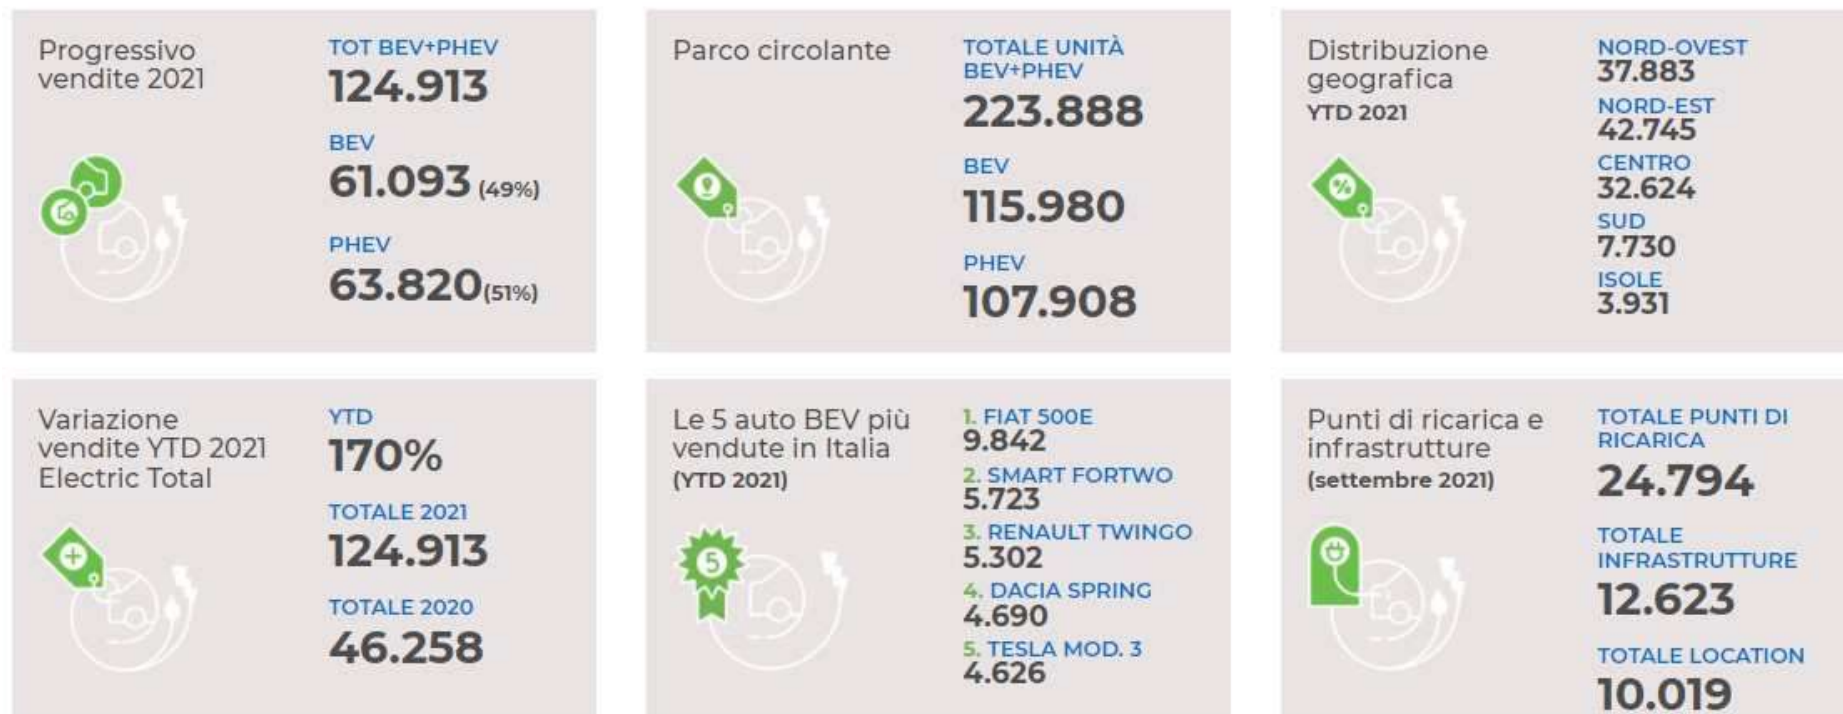 Progressivo
vendite 2021
TOT BEV+PHEV
124.913
BEV
61.093 (49%)
PHEV
63.820(51%)
Parco circolante
TOTALE UNITÀ
BEV+PHEV
223.888
BEV
115.980
PHEV
107.908
Distribuzione
geografica
YTD 2021
%
NORD-OVEST
37.883
NORD-EST
42.745
CENTRO
32.624
SUD
7.730
ISOLE
3.931
Variazione
vendite YTD 2021
Electric Total
YTD
170%
TOTALE 2021
124.913
TOTALE 2020
46.258
Le 5 auto BEV più
vendute in Italia
(YTD 2021)
5
1. FIAT 500E
9.842
2. SMART FORTWO
5.723
3. RENAULT TWINGO
5.302
4. DACIA SPRING
4.690
5. TESLA MOD. 3
4.626
Punti di ricarica e
infrastrutture
(settembre 2021)
TOTALE PUNTI DI
RICARICA
24.794
TOTALE
INFRASTRUTTURE
12.623
TOTALE LOCATION
10.019